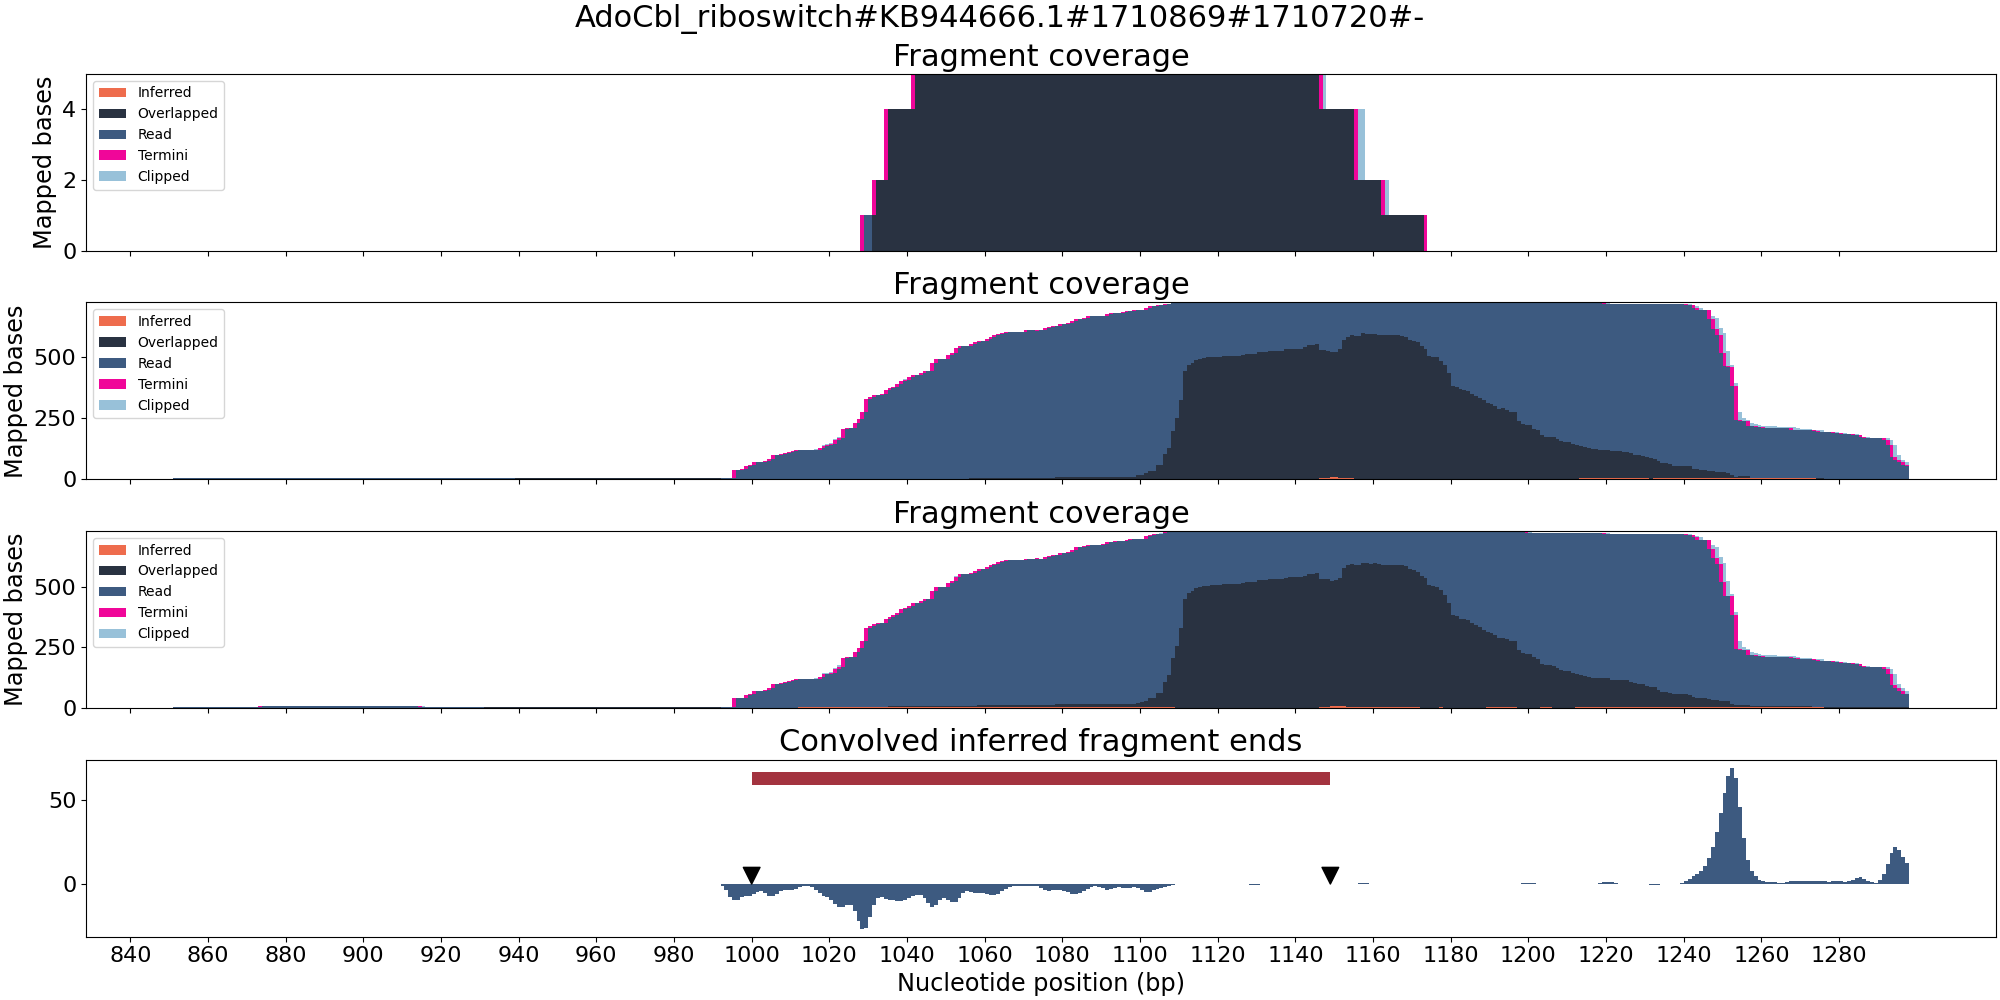 AdoCbl_riboswitch#KB944666.1#1710869#1710720#-
Fragment coverage
Mapped bases
4
2
0
Inferred
Overlapped
Read
Termini
Clipped
Fragment coverage
Mapped bases
500
250
0
Inferred
Overlapped
Read
Termini
Clipped
Fragment coverage
Mapped bases
500
250
0
Inferred
Overlapped
Read
Termini
Clipped
Convolved inferred fragment ends
50
0
840 860 880 900 920 940 960 980 1000 1020 1040 1060 1080 1100 1120 1140 1160 1180 1200 1220 1240 1260 1280
Nucleotide position (bp)